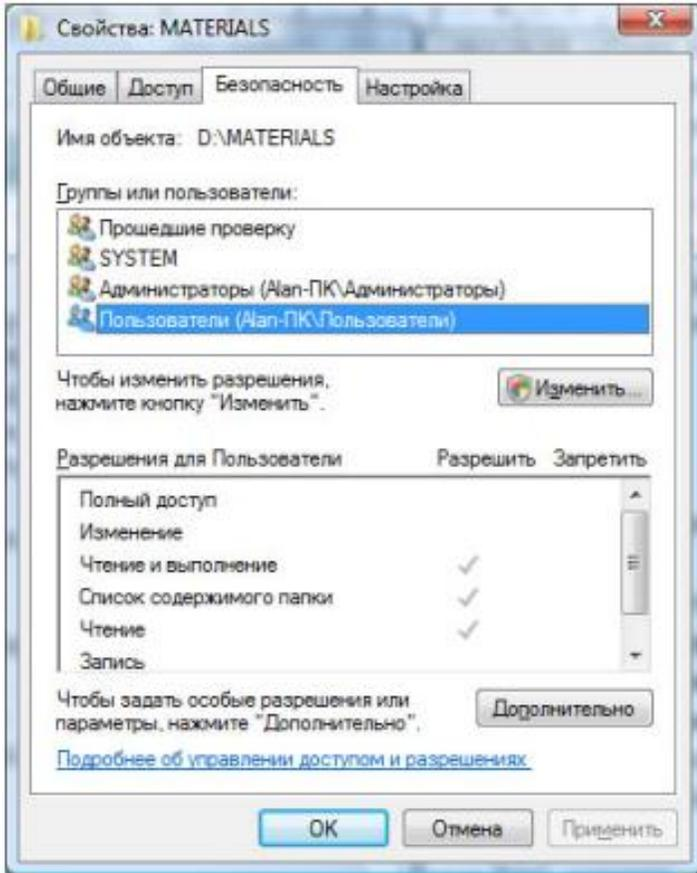 Свойства: MATERIALS
Общие Доступ Безопасность Настройка
Имя объекта: D:\MATERIALS
Группы или пользователи:
Прошедшие проверку
SYSTEM
Администраторы (Alan-ПК\Администраторы)
Пользователи (Alan-ПК\Пользователи)
Чтобы изменить разрешения,
нажмите кнопку "Изменить".
Изменить...
Разрешения для Пользователи Разрешить Запретить
Полный доступ
Изменение
Чтение и выполнение
Список содержимого папки
Чтение
Запись
Чтобы задать особые разрешения или
параметры, нажмите "Дополнительно".
Дополнительно
Подробнее об управлении доступом и разрешениях
OK Отмена Применить